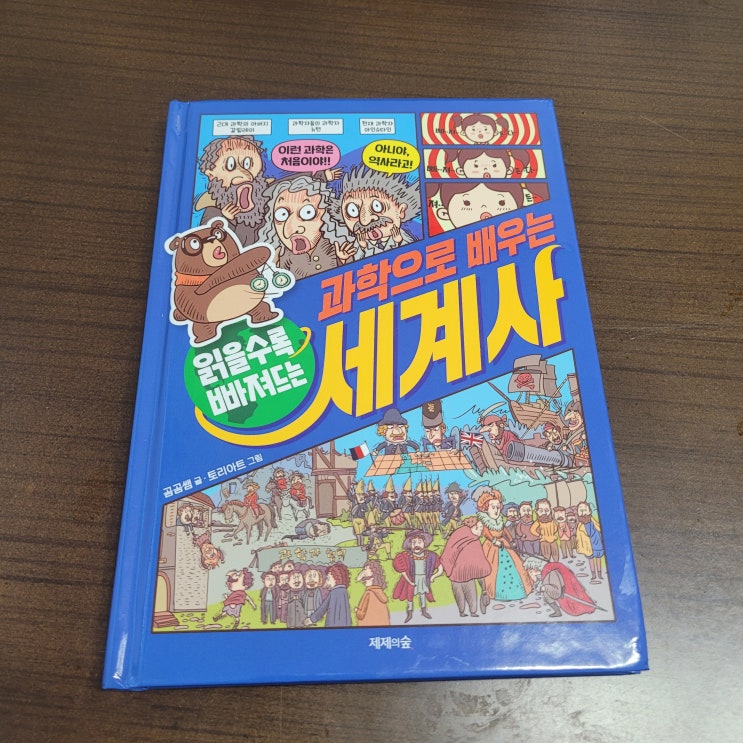 근대 과학의 아버지
갈릴레이
과학자들의 과학자
뉴턴
천재 과학자
아인슈타인
이런 과학은
처음이야!!
아니야,
역사라고!
과학으로 배우는
세계사
읽을수록
빠져드는
곰곰쌤 글·토리아트 그림
제제의숲